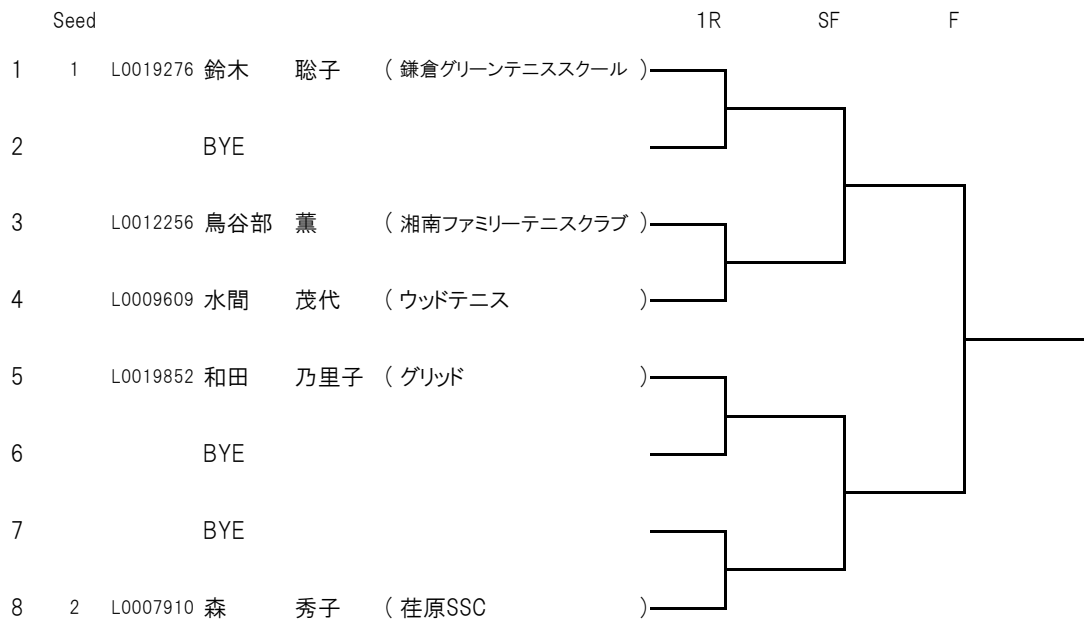 Seed 1R SF F
1 1 L0019276 鈴木 聡子 ( 鎌倉グリーンテニススクール )
2 BYE
3 L0012256 鳥谷部 薫 ( 湘南ファミリーテニスクラブ )
4 L0009609 水間 茂代 ( ウッドテニス )
5 L0019852 和田 乃里子 ( グリッド )
6 BYE
7 BYE
8 2 L0007910 森 秀子 ( 荏原SSC )